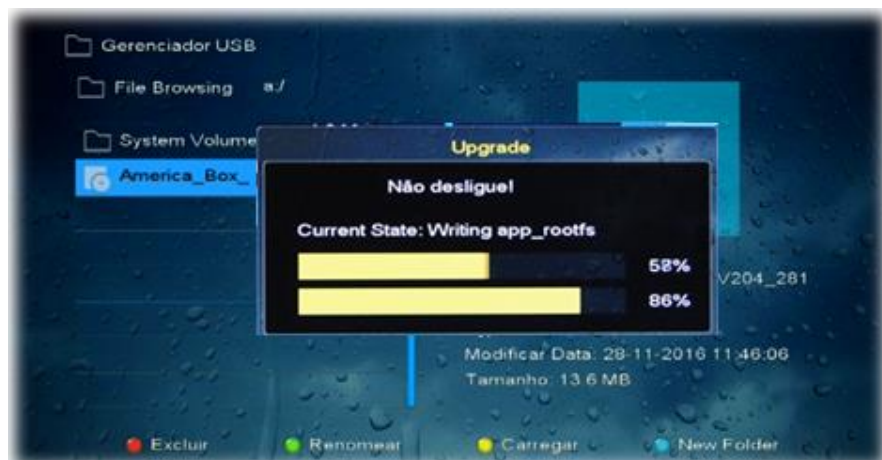 Gerenciador USB
File Browsing a:/
System Volume
America_Box_
Upgrade
Não desligue!
Current State: Writing app_rootfs
58%
86%
V204_281
Modificar Data: 28-11-2016 11:46:06
Tamanho: 13.6 MB
Excluir Renomear Carregar New Folder